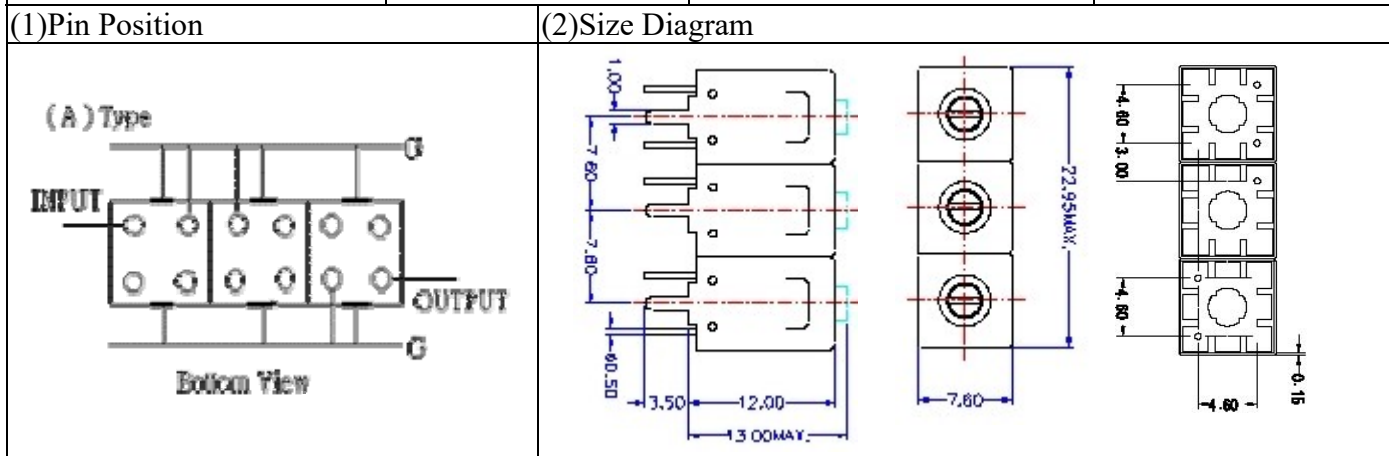 (1)Pin Position
(2)Size Diagram
(A)Type
G
INPUT
OUTPUT
G
Bottom View
1.00
7.60
7.60
φ0.50
3.50
12.00
13.00MAX.
22.95MAX.
7.60
4.60
3.00
4.60
0.15
4.60